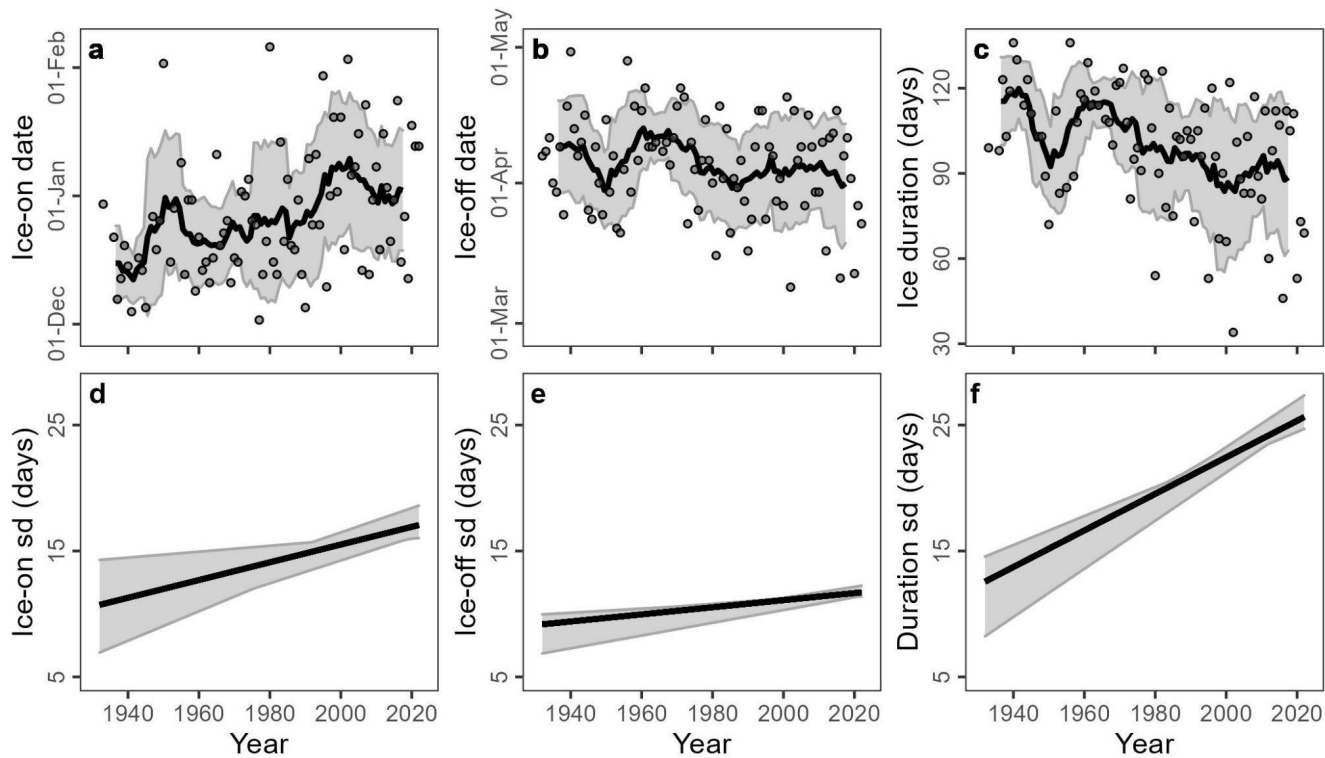 a
Ice-on date
01-Feb
01-Jan
01-Dec
b
Ice-off date
01-May
01-Apr
01-Mar
c
Ice duration (days)
120
90
60
30
d
Ice-on sd (days)
25
15
5
1940 1960 1980 2000 2020
Year
e
Ice-off sd (days)
25
15
5
1940 1960 1980 2000 2020
Year
f
Duration sd (days)
25
15
5
1940 1960 1980 2000 2020
Year